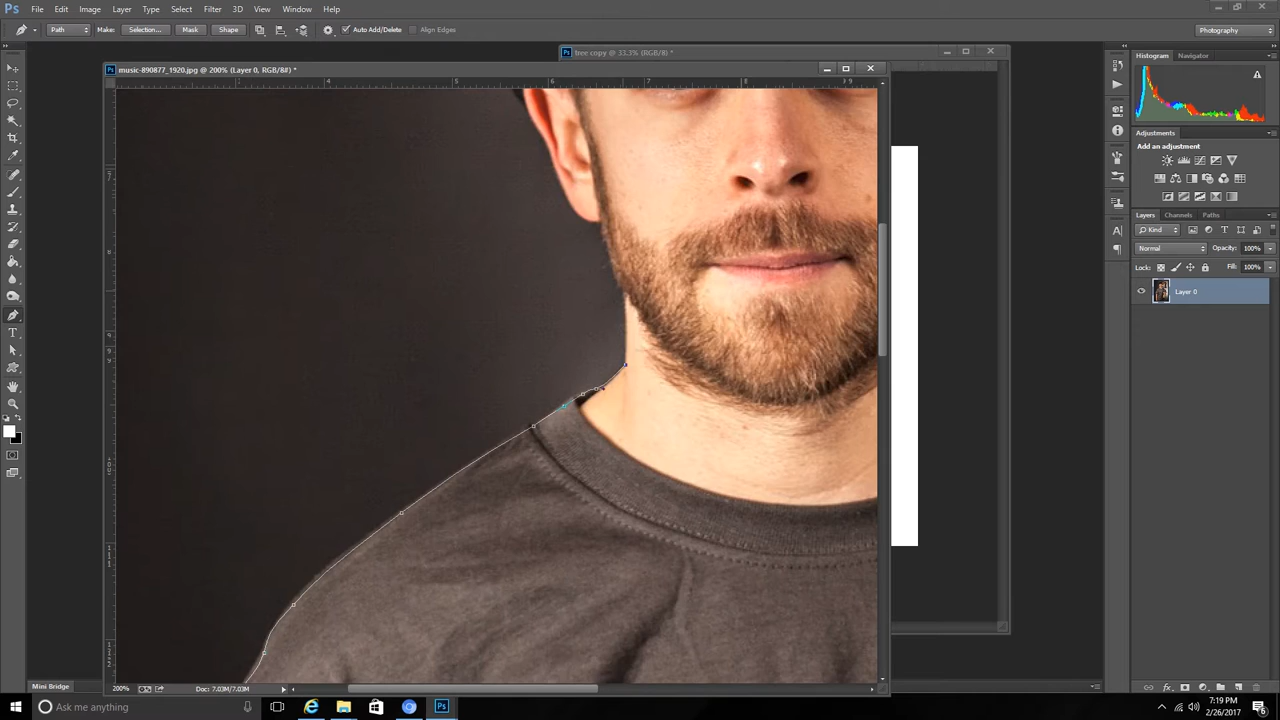 Ps File Edit Image Layer Type Select Filter 3D View Window Help
Path Make: Selection... Mask Shape Auto Add/Delete Align Edges Photography
Ps tree copy @ 33.3% (RGB/8) *
Ps music-890877_1920.jpg @ 200% (Layer 0, RGB/8#) *
Histogram Navigator
Adjustments
Add an adjustment
Layers Channels Paths
Kind
Normal Opacity: 100%
Lock: Fill: 100%
Layer 0
200% Doc: 7.03M/7.03M
Mini Bridge
Ask me anything
7:19 PM
2/26/2017